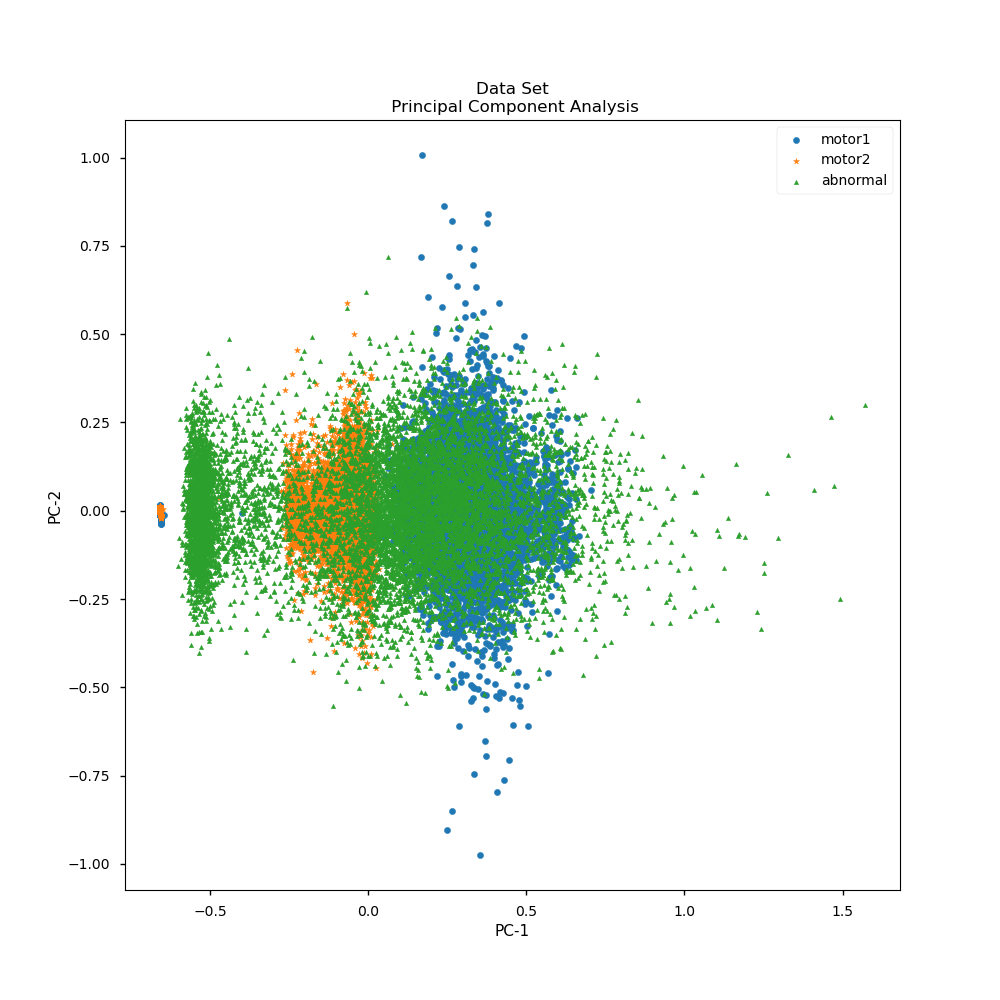 Data Set
Principal Component Analysis
motor1
motor2
abnormal
1.00
0.75
0.50
0.25
0.00
−0.25
−0.50
−0.75
−1.00
PC-2
−0.5
0.0
0.5
1.0
1.5
PC-1